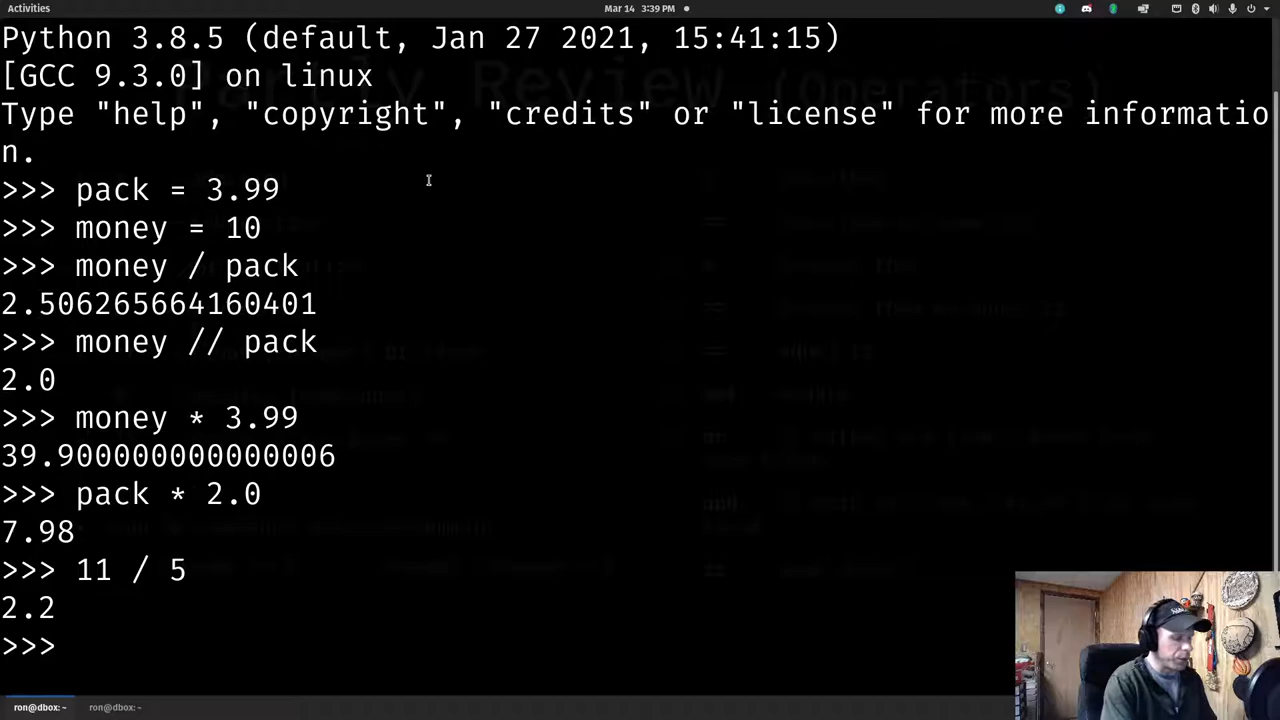 Activities
Mar 14 3:39 PM
Python 3.8.5 (default, Jan 27 2021, 15:41:15)
[GCC 9.3.0] on linux
Review (Operators)
Type "help", "copyright", "credits" or "license" for more informatio
n.
>>> pack = 3.99
>>> money = 10
>>> money / pack
2.506265664160401
>>> money // pack
2.0
>>> money * 3.99
39.900000000000006
>>> pack * 2.0
7.98
>>> 11 / 5
2.2
>>>
ron@dbox: ~
ron@dbox: ~